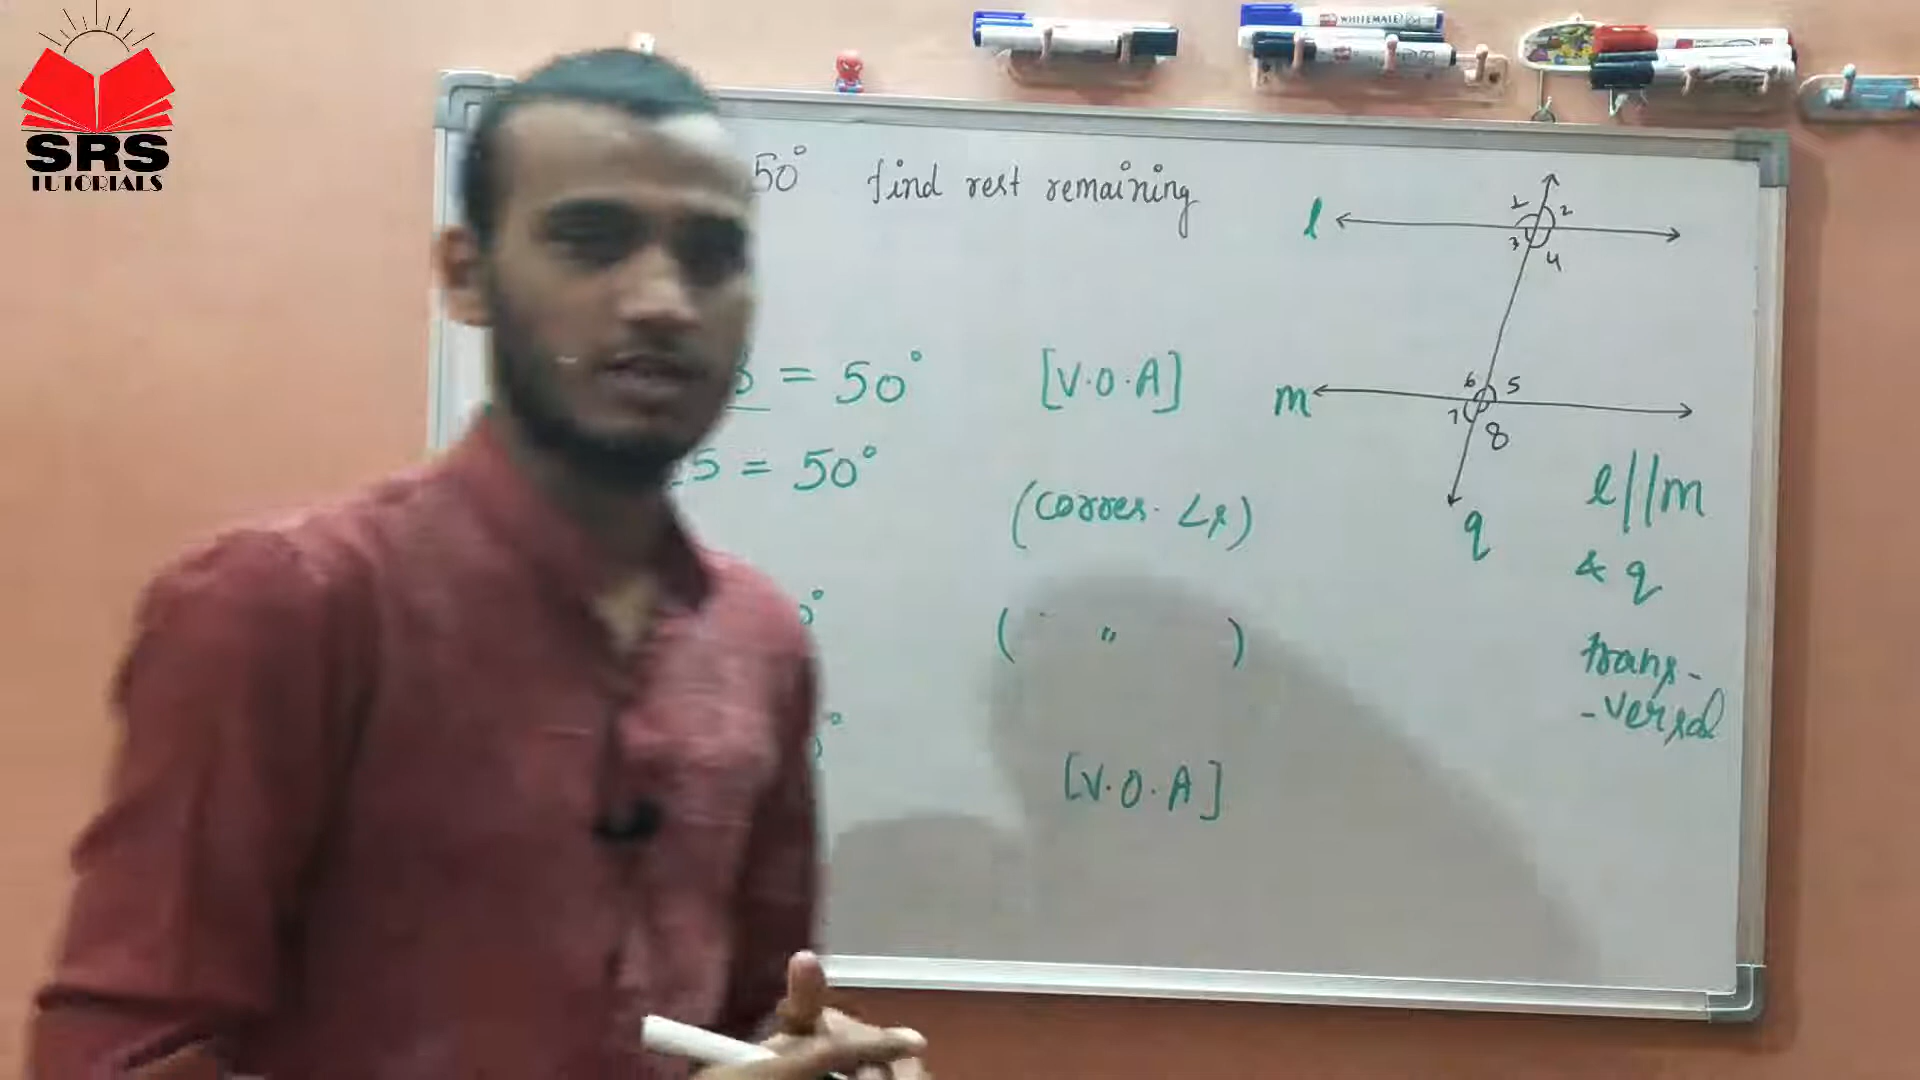 SRS
TUTORIALS
WHITEMATE
50° find rest remaining
l
1 2
3 4
3 = 50° [V.O.A]
m
6 5
7 8
5 = 50°
(corres. ∠s)
q
l//m
& q
° ( " )
trans-
-versal
° [V.O.A]